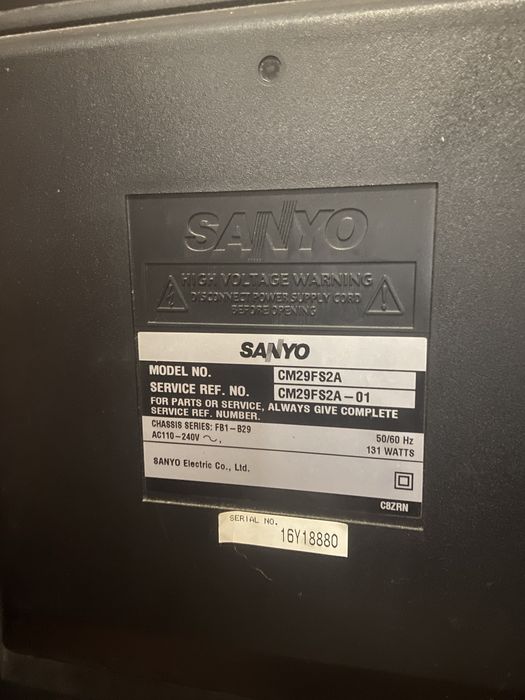 SANYO
HIGH VOLTAGE WARNING
DISCONNECT POWER SUPPLY CORD
BEFORE OPENING
SANYO
MODEL NO. CM29FS2A
SERVICE REF. NO. CM29FS2A-01
FOR PARTS OR SERVICE, ALWAYS GIVE COMPLETE
SERVICE REF. NUMBER.
CHASSIS SERIES: FB1-B29
AC110-240V ~, 50/60 Hz
131 WATTS
SANYO Electric Co., Ltd.
C8ZRN
SERIAL NO.
16Y18880